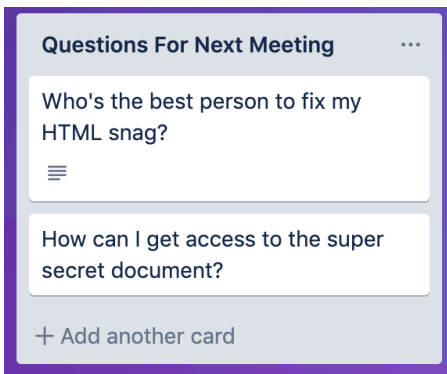 Questions For Next Meeting
Who's the best person to fix my
HTML snag?
How can I get access to the super
secret document?
+ Add another card